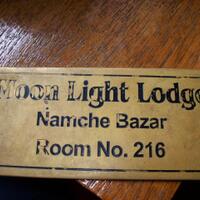 Moon Light Lodge
Namche Bazar
Room No. 216